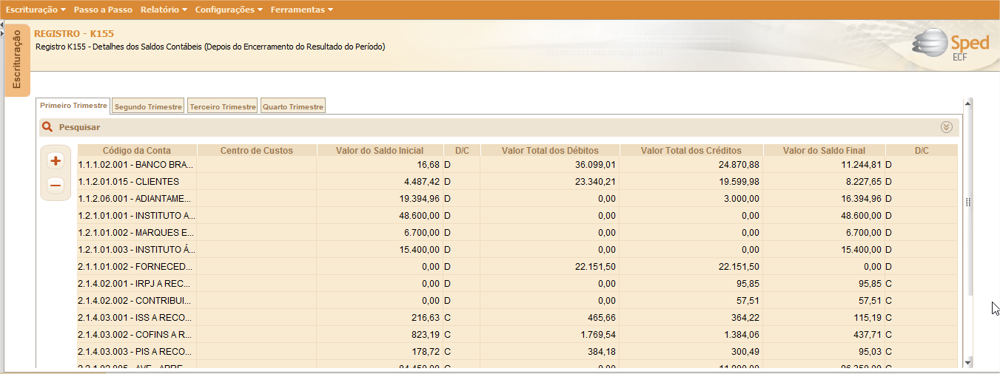 Escrituração Passo a Passo Relatório Configurações Ferramentas
Escrituração
REGISTRO - K155
Registro K155 - Detalhes dos Saldos Contábeis (Depois do Encerramento do Resultado do Período)
Sped
ECF
Primeiro Trimestre Segundo Trimestre Terceiro Trimestre Quarto Trimestre
Pesquisar
Código da Conta Centro de Custos Valor do Saldo Inicial D/C Valor Total dos Débitos Valor Total dos Créditos Valor do Saldo Final D/C
1.1.1.02.001 - BANCO BRA... 16,68 D 36.099,01 24.870,88 11.244,81 D
1.1.2.01.015 - CLIENTES 4.487,42 D 23.340,21 19.599,98 8.227,65 D
1.1.2.06.001 - ADIANTAME... 19.394,96 D 0,00 3.000,00 16.394,96 D
1.2.1.01.001 - INSTITUTO A... 48.600,00 D 0,00 0,00 48.600,00 D
1.2.1.01.002 - MARQUES E... 6.700,00 D 0,00 0,00 6.700,00 D
1.2.1.01.003 - INSTITUTO Á... 15.400,00 D 0,00 0,00 15.400,00 D
2.1.1.01.002 - FORNECED... 0,00 D 22.151,50 22.151,50 0,00 D
2.1.4.02.001 - IRPJ A REC... 0,00 D 0,00 95,85 95,85 C
2.1.4.02.002 - CONTRIBUI... 0,00 D 0,00 57,51 57,51 C
2.1.4.03.001 - ISS A RECO... 216,63 C 465,66 364,22 115,19 C
2.1.4.03.002 - COFINS A R... 823,19 C 1.769,54 1.384,06 437,71 C
2.1.4.03.003 - PIS A RECO... 178,72 C 384,18 300,49 95,03 C